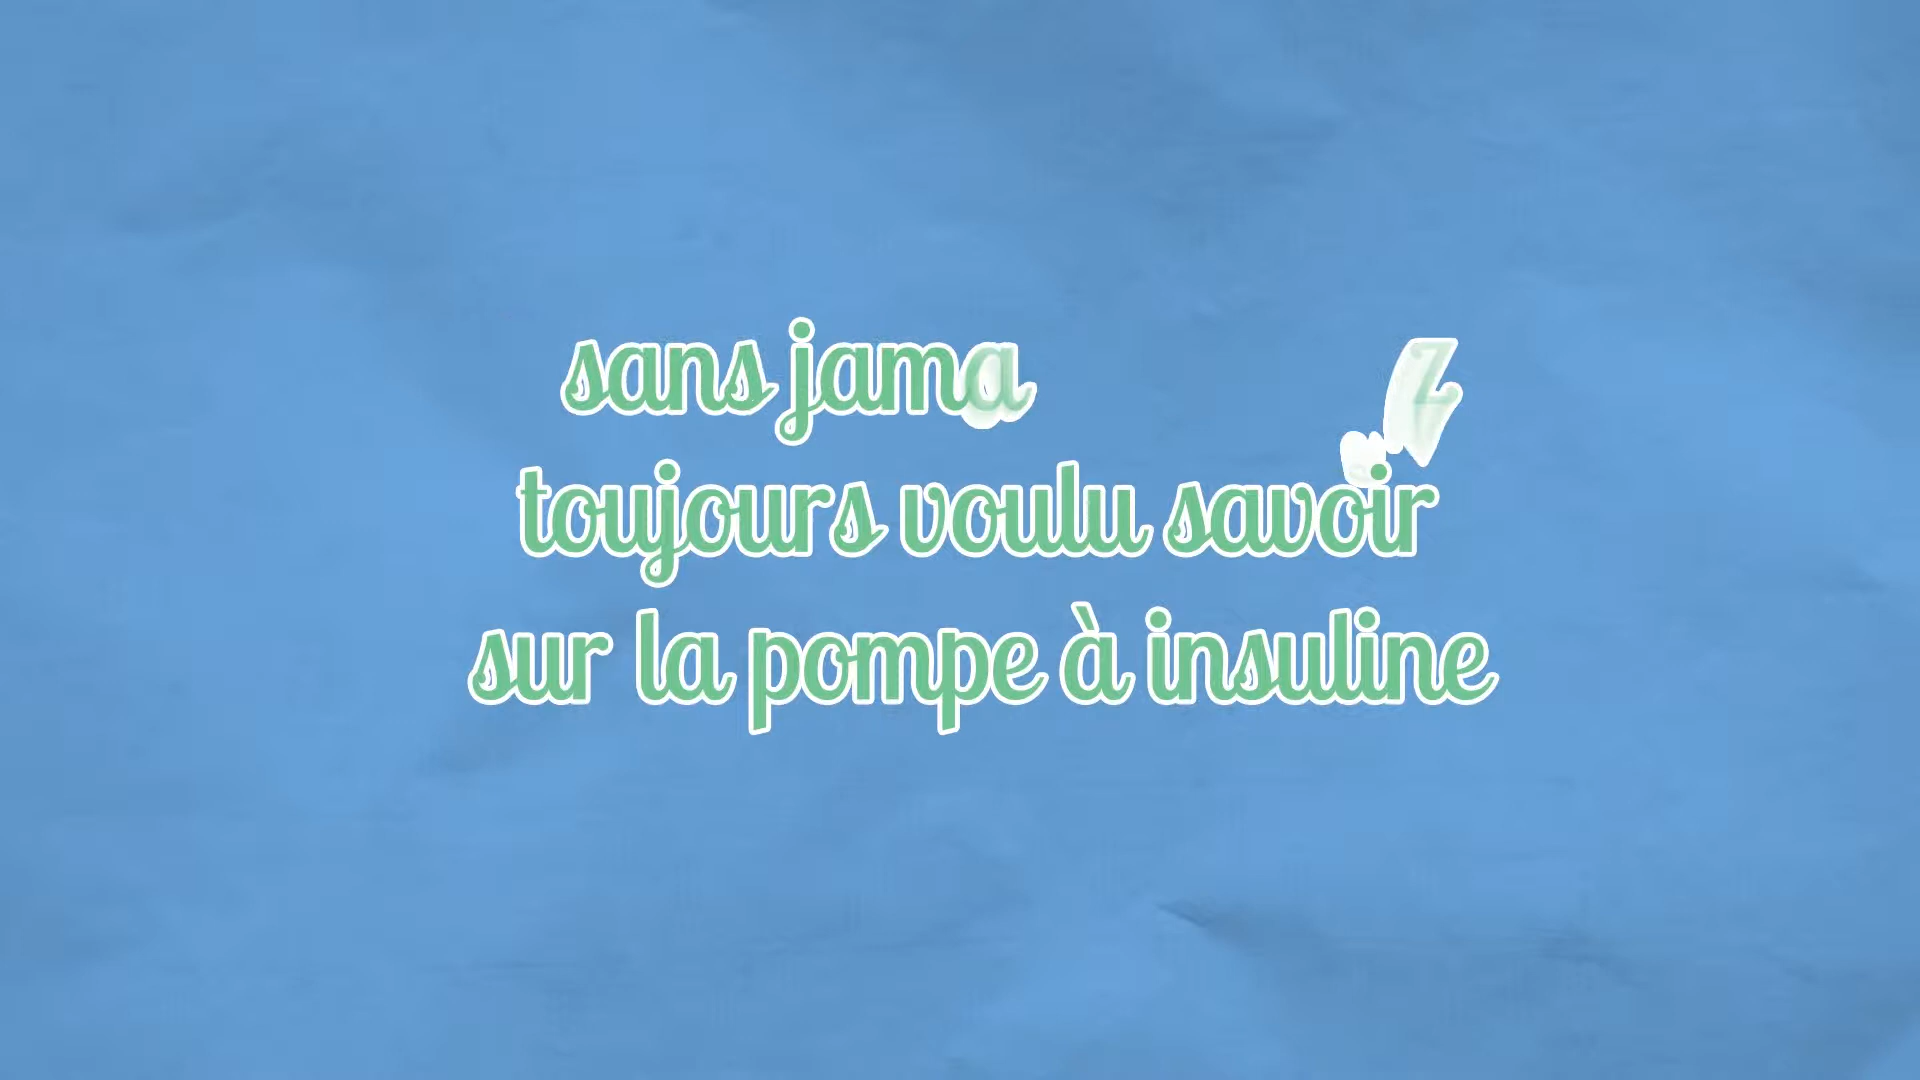 sans jama z
toujours voulu savoir
sur la pompe à insuline